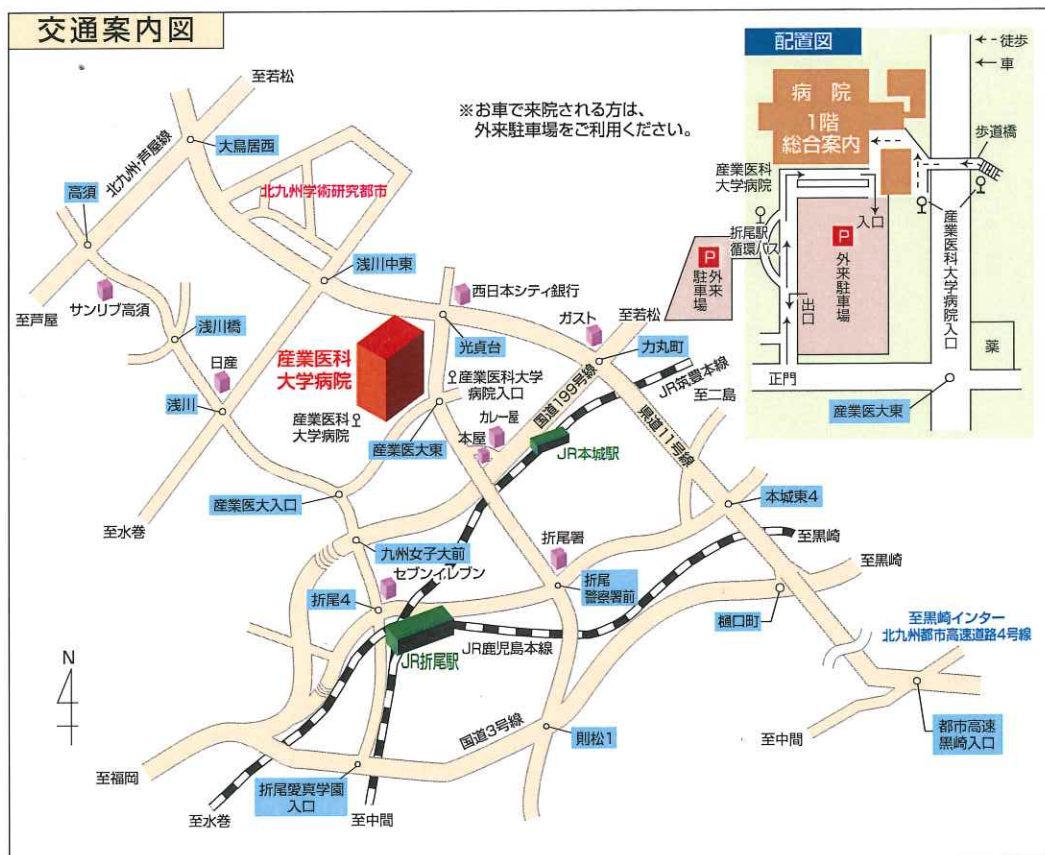 交通案内図
至若松
大鳥居西
北九州・芦屋線
高須
北九州学術研究都市
※お車で来院される方は、
外来駐車場をご利用ください。
浅川中東
サンリブ高須
至芦屋
浅川橋
西日本シティ銀行
ガスト
至若松
光貞台
力丸町
日産
産業医科
大学病院
産業医科大学
病院入口
国道199号線
JR筑豊本線
至二島
浅川
産業医科
大学病院
カレー屋
本屋
産業医大東
JR本城駅
県道11号線
産業医大入口
本城東4
至水巻
九州女子大前
折尾署
至黒崎
セブンイレブン
折尾4
折尾
警察署前
至黒崎
樋口町
JR折尾駅
JR鹿児島本線
至黒崎インター
北九州都市高速道路4号線
N
国道3号線
則松1
都市高速
黒崎入口
至中間
至福岡
折尾愛真学園
入口
至水巻
至中間
配置図
徒歩
車
病院
1階
総合案内
歩道橋
産業医科
大学病院
入口
折尾駅
循環バス
P
外来
駐車場
P
外来駐車場
産業医科大学病院入口
出口
薬
正門
産業医大東